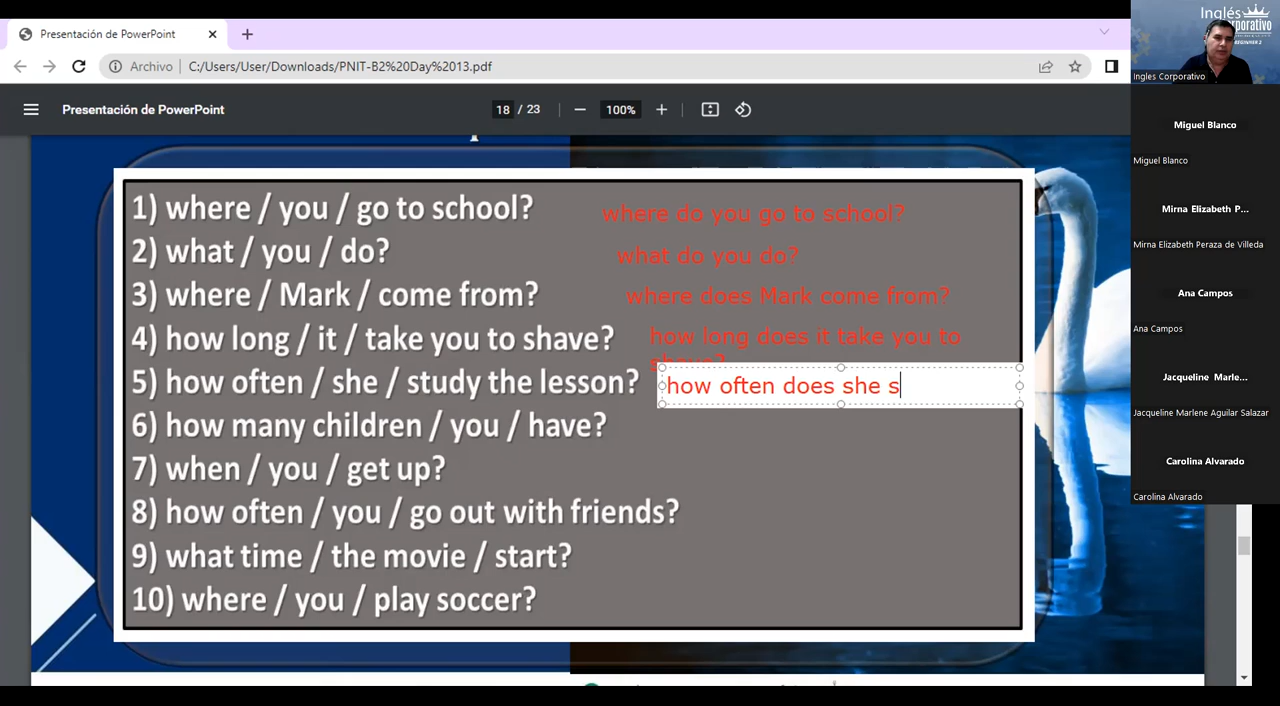 Presentación de PowerPoint
Archivo C:/Users/User/Downloads/PNIT-B2%20Day%2013.pdf
Presentación de PowerPoint
18 / 23
100%
1) where / you / go to school?
where do you go to school?
2) what / you / do?
what do you do?
3) where / Mark / come from?
where does Mark come from?
4) how long / it / take you to shave?
how long does it take you to
shave?
5) how often / she / study the lesson?
how often does she s
6) how many children / you / have?
7) when / you / get up?
8) how often / you / go out with friends?
9) what time / the movie / start?
10) where / you / play soccer?
Inglés
BEGINNER 2
Ingles Corporativo
Miguel Blanco
Miguel Blanco
Mirna Elizabeth P...
Mirna Elizabeth Peraza de Villeda
Ana Campos
Ana Campos
Jacqueline Marle...
Jacqueline Marlene Aguilar Salazar
Carolina Alvarado
Carolina Alvarado